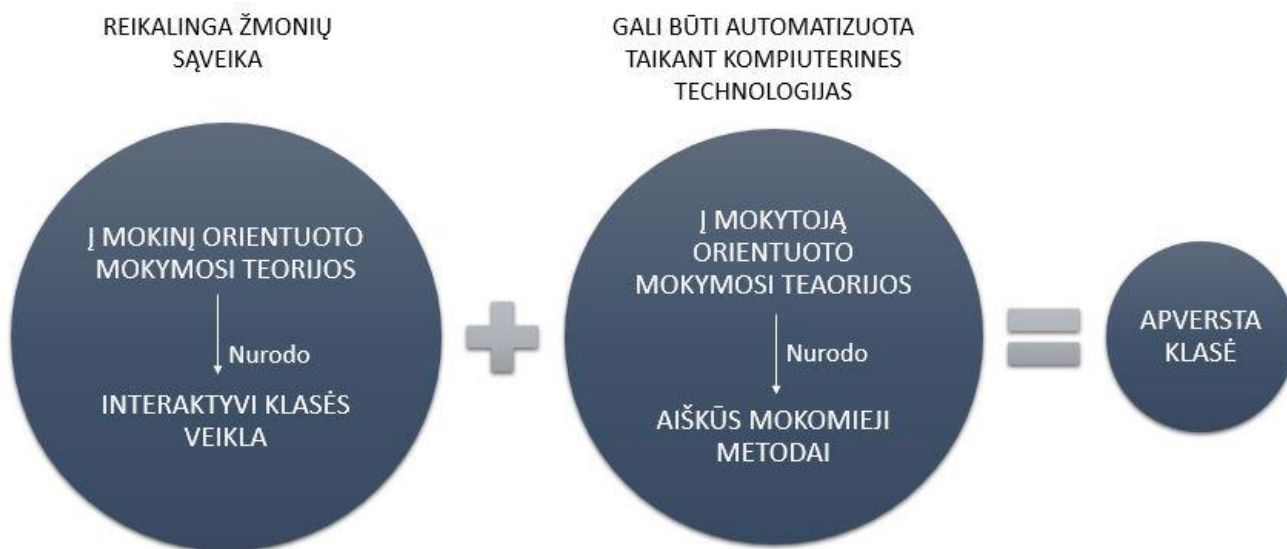 REIKALINGA ŽMONIŲ
SĄVEIKA
GALI BŪTI AUTOMATIZUOTA
TAIKANT KOMPIUTERINES
TECHNOLOGIJAS
Į MOKINĮ ORIENTUOTO
MOKYMOSI TEORIJOS
Nurodo
INTERAKTYVI KLASĖS
VEIKLA
Į MOKYTOJĄ
ORIENTUOTO
MOKYMOSI TEAORIJOS
Nurodo
AIŠKŪS MOKOMIEJI
METODAI
APVERSTA
KLASĖ